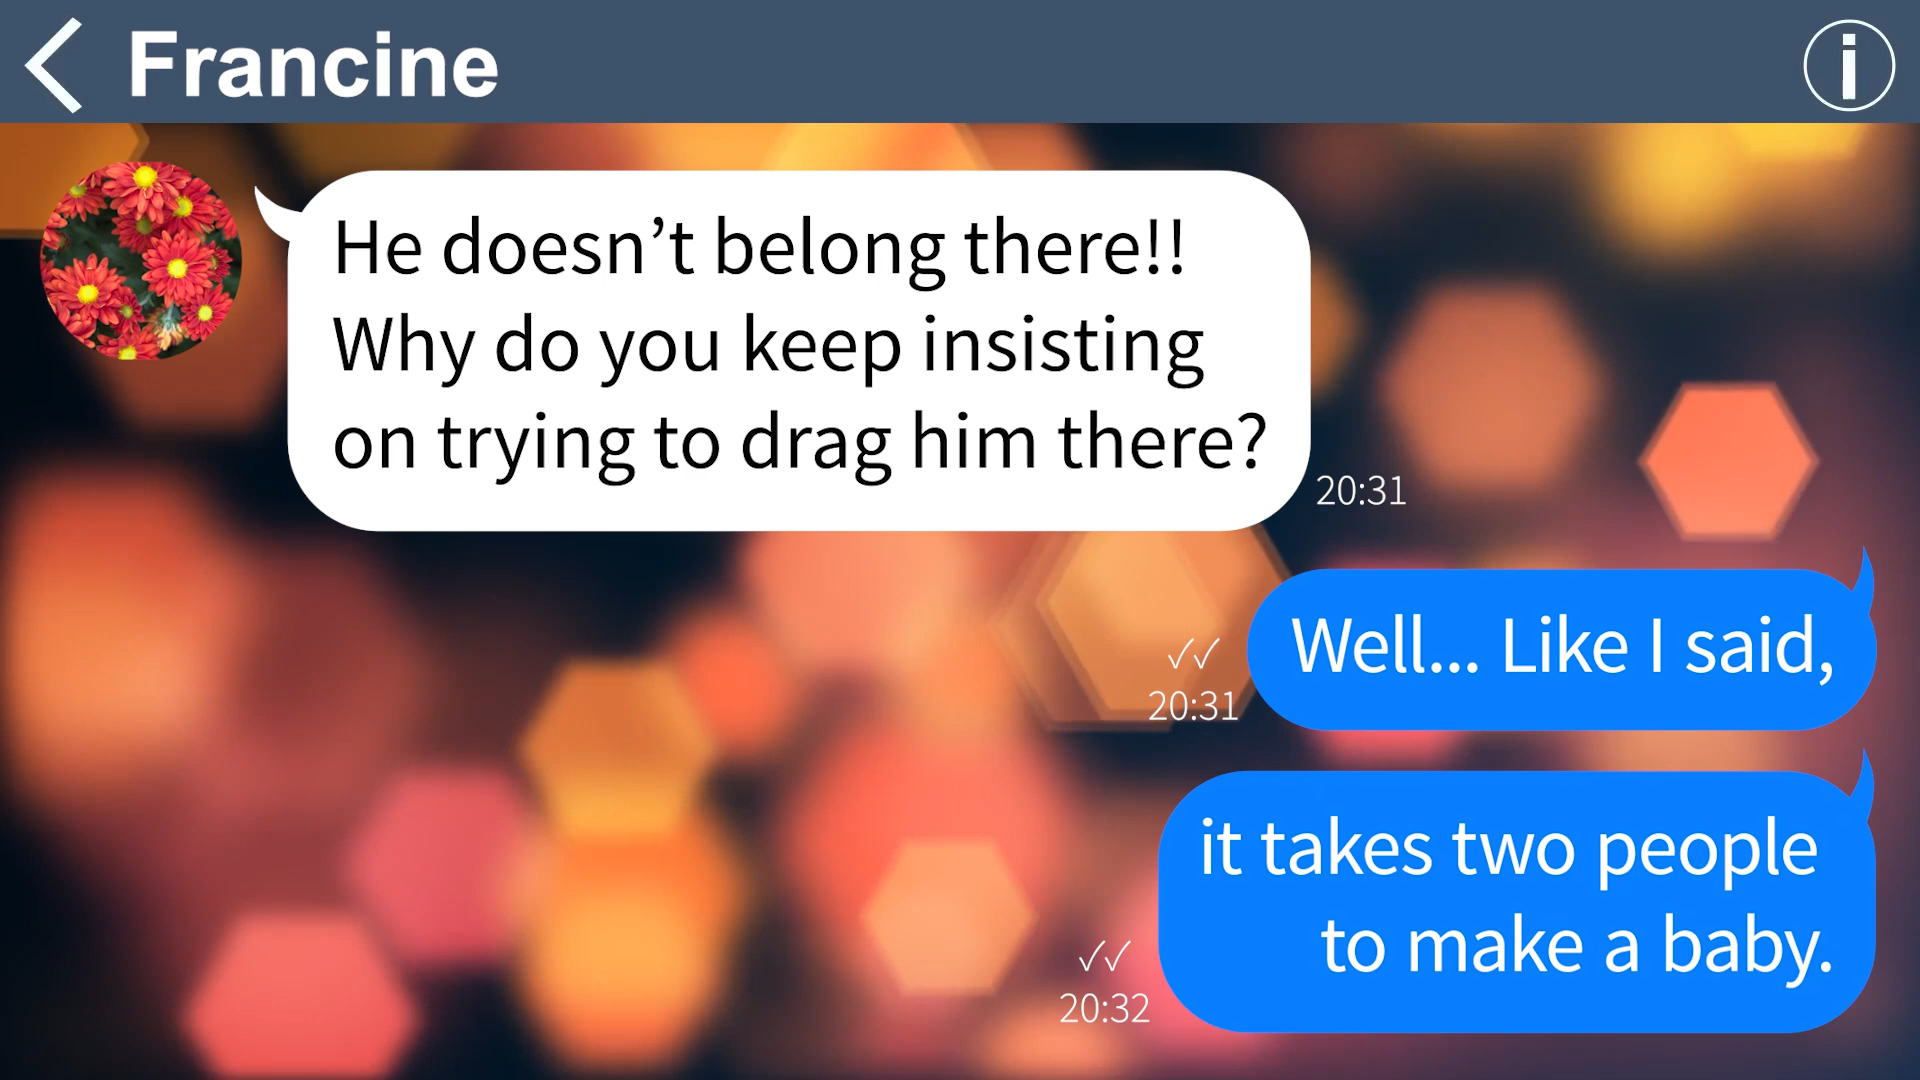 Francine
He doesn’t belong there!!
Why do you keep insisting
on trying to drag him there?
20:31
Well... Like I said,
20:31
it takes two people
to make a baby.
20:32